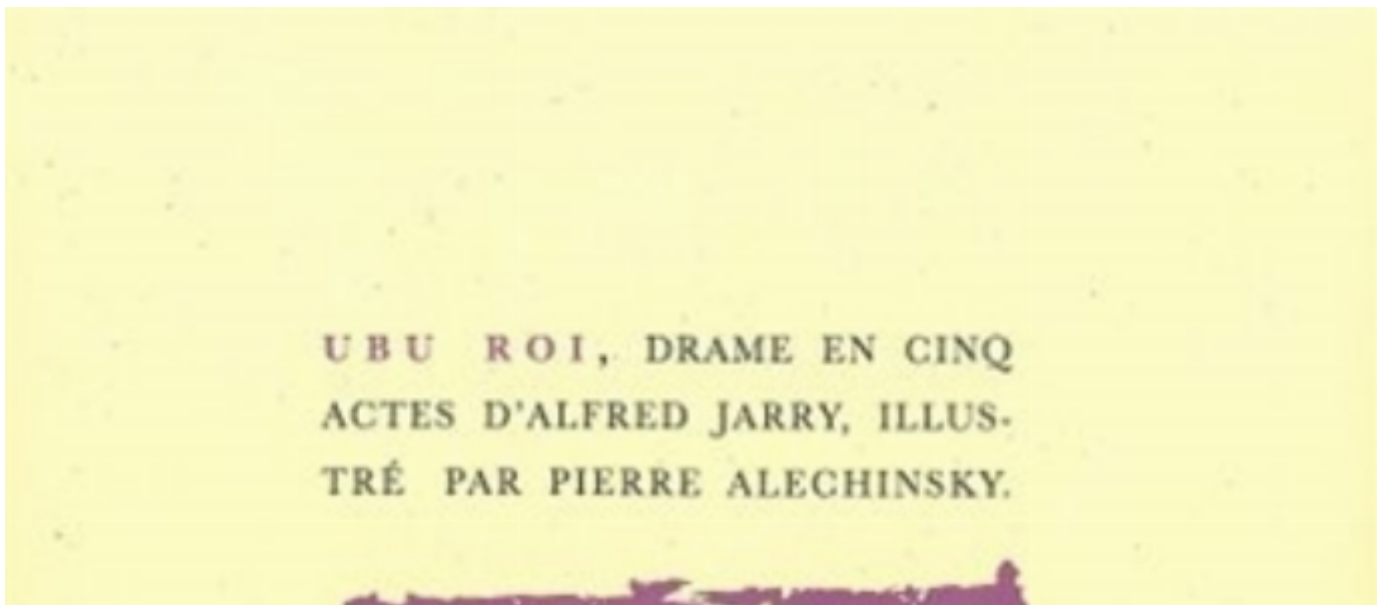 UBU ROI, DRAME EN CINQ
ACTES D'ALFRED JARRY, ILLUS-
TRÉ PAR PIERRE ALECHINSKY.